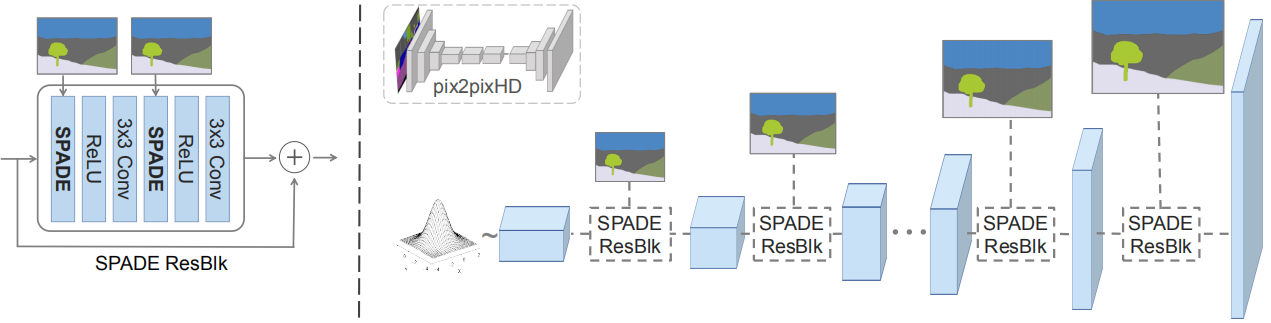 SPADE
ReLU
3x3 Conv
SPADE
ReLU
3x3 Conv
+
SPADE ResBlk
pix2pixHD
~
SPADE
ResBlk
SPADE
ResBlk
SPADE
ResBlk
SPADE
ResBlk